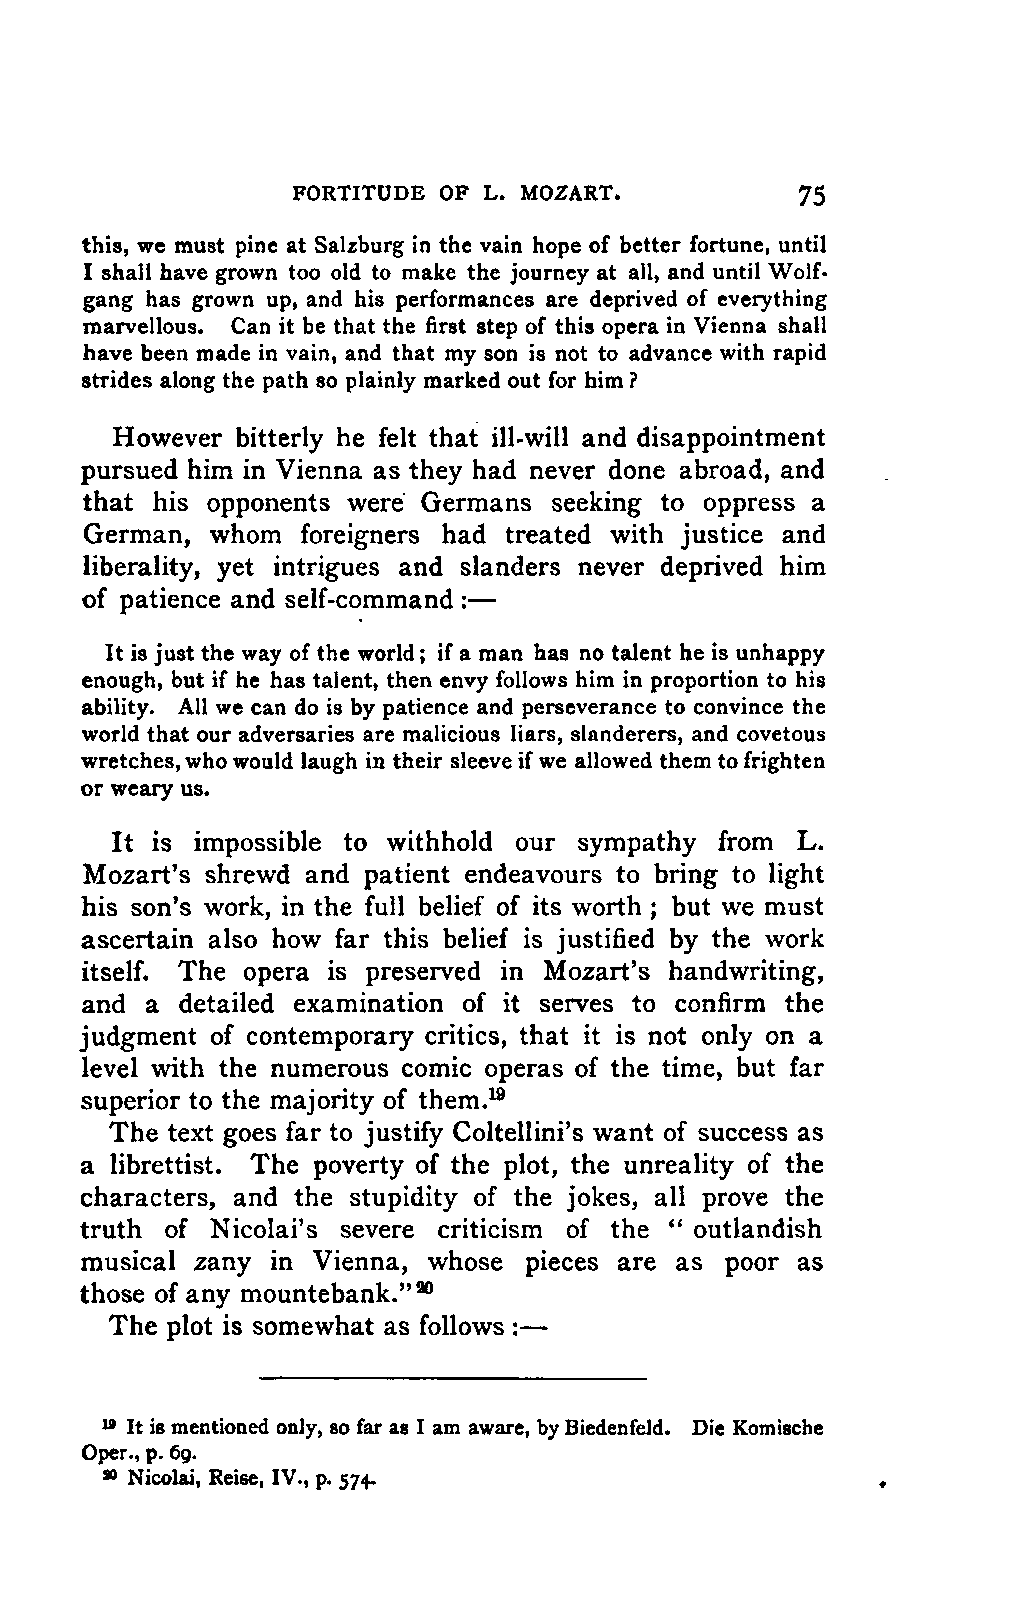 FORTITUDE OF L. MOZART. 75
this, we must pine at Salzburg in the vain hope of better fortune, until
I shall have grown too old to make the journey at all, and until Wolf-
gang has grown up, and his performances are deprived of everything
marvellous. Can it be that the first step of this opera in Vienna shall
have been made in vain, and that my son is not to advance with rapid
strides along the path so plainly marked out for him ?
However bitterly he felt that ill-will and disappointment
pursued him in Vienna as they had never done abroad, and
that his opponents were Germans seeking to oppress a
German, whom foreigners had treated with justice and
liberality, yet intrigues and slanders never deprived him
of patience and self-command :—
It is just the way of the world ; if a man has no talent he is unhappy
enough, but if he has talent, then envy follows him in proportion to his
ability. All we can do is by patience and perseverance to convince the
world that our adversaries are malicious liars, slanderers, and covetous
wretches, who would laugh in their sleeve if we allowed them to frighten
or weary us.
It is impossible to withhold our sympathy from L.
Mozart's shrewd and patient endeavours to bring to light
his son's work, in the full belief of its worth ; but we must
ascertain also how far this belief is justified by the work
itself. The opera is preserved in Mozart's handwriting,
and a detailed examination of it serves to confirm the
judgment of contemporary critics, that it is not only on a
level with the numerous comic operas of the time, but far
superior to the majority of them.¹⁹
The text goes far to justify Coltellini's want of success as
a librettist. The poverty of the plot, the unreality of the
characters, and the stupidity of the jokes, all prove the
truth of Nicolai's severe criticism of the “ outlandish
musical zany in Vienna, whose pieces are as poor as
those of any mountebank.” ²⁰
The plot is somewhat as follows :—
¹⁹ It is mentioned only, so far as I am aware, by Biedenfeld. Die Komische
Oper., p. 69.
²⁰ Nicolai, Reise, IV., p. 574.